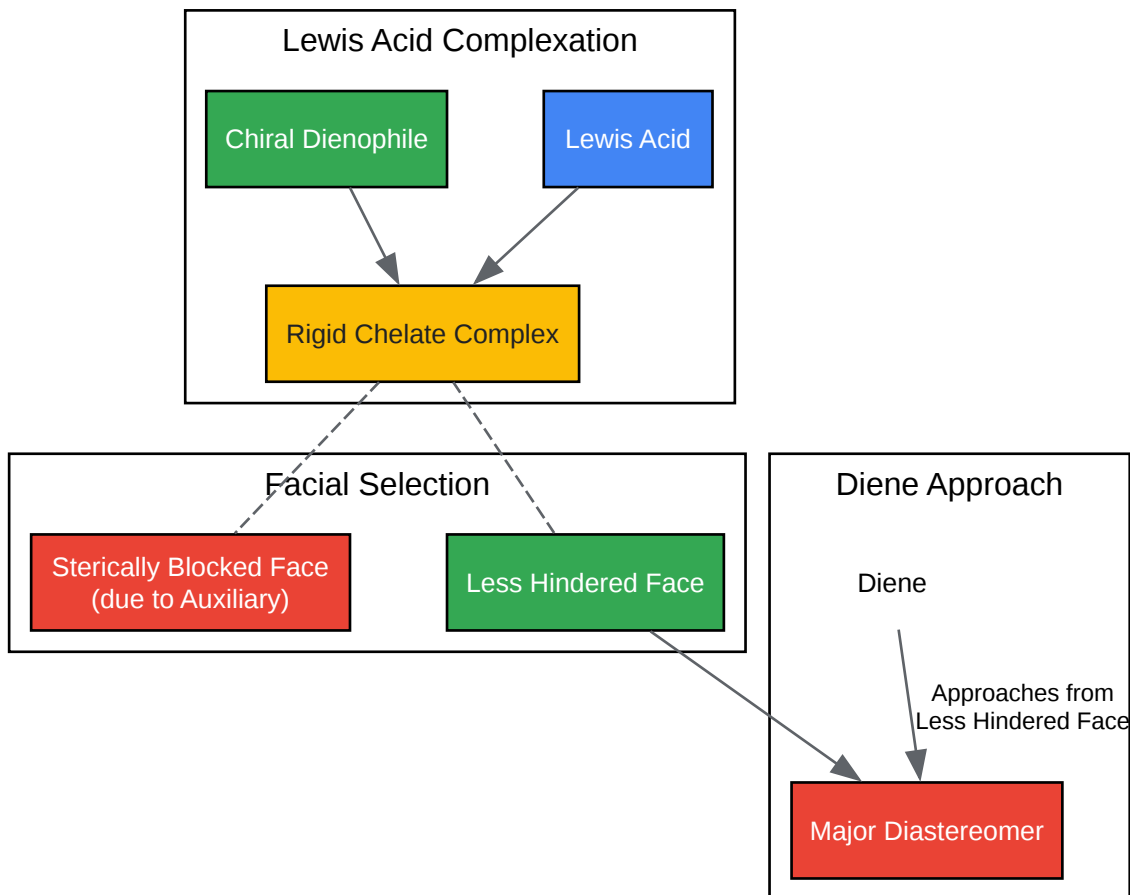 Lewis Acid Complexation
Chiral Dienophile
Lewis Acid
Rigid Chelate Complex
Facial Selection
Sterically Blocked Face
(due to Auxiliary)
Less Hindered Face
Diene Approach
Diene
Approaches from
Less Hindered Face
Major Diastereomer